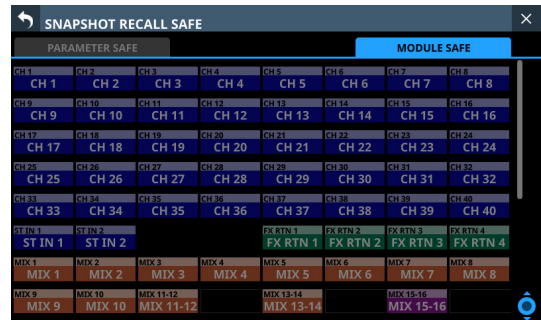 SNAPSHOT RECALL SAFE
PARAMETER SAFE MODULE SAFE
CH 1 CH 2 CH 3 CH 4 CH 5 CH 6 CH 7 CH 8
CH 1 CH 2 CH 3 CH 4 CH 5 CH 6 CH 7 CH 8
CH 9 CH 10 CH 11 CH 12 CH 13 CH 14 CH 15 CH 16
CH 9 CH 10 CH 11 CH 12 CH 13 CH 14 CH 15 CH 16
CH 17 CH 18 CH 19 CH 20 CH 21 CH 22 CH 23 CH 24
CH 17 CH 18 CH 19 CH 20 CH 21 CH 22 CH 23 CH 24
CH 25 CH 26 CH 27 CH 28 CH 29 CH 30 CH 31 CH 32
CH 25 CH 26 CH 27 CH 28 CH 29 CH 30 CH 31 CH 32
CH 33 CH 34 CH 35 CH 36 CH 37 CH 38 CH 39 CH 40
CH 33 CH 34 CH 35 CH 36 CH 37 CH 38 CH 39 CH 40
ST IN 1 ST IN 2 FX RTN 1 FX RTN 2 FX RTN 3 FX RTN 4
ST IN 1 ST IN 2 FX RTN 1 FX RTN 2 FX RTN 3 FX RTN 4
MIX 1 MIX 2 MIX 3 MIX 4 MIX 5 MIX 6 MIX 7 MIX 8
MIX 1 MIX 2 MIX 3 MIX 4 MIX 5 MIX 6 MIX 7 MIX 8
MIX 9 MIX 10 MIX 11-12 MIX 13-14 MIX 15-16
MIX 9 MIX 10 MIX 11-12 MIX 13-14 MIX 15-16